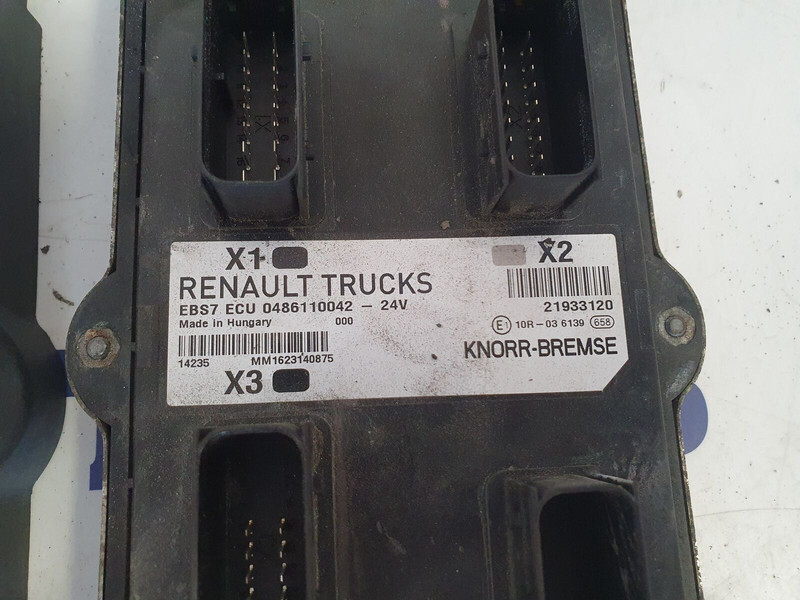 X1
X2
RENAULT TRUCKS
EBS7 ECU 0486110042 - 24V
21933120
Made in Hungary 000
E1 10R-03 6139 658
KNORR-BREMSE
14235 MM1623140875
X3